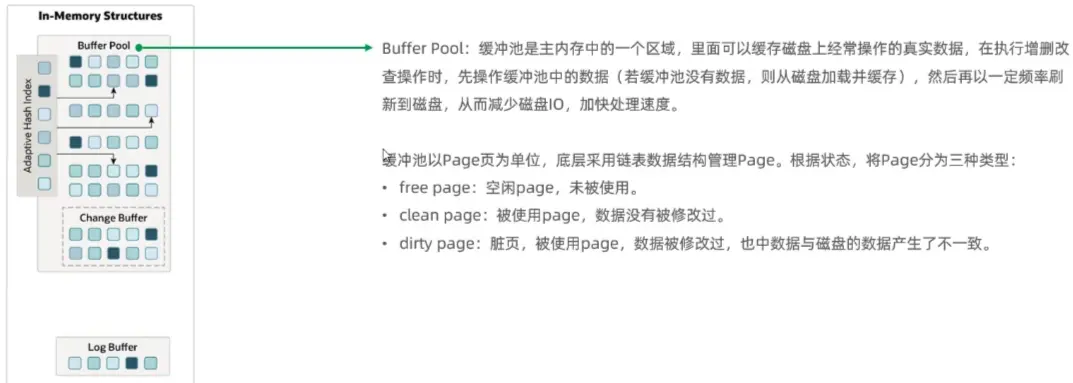 In-Memory Structures
Buffer Pool
Adaptive Hash Index
Change Buffer
Log Buffer
Buffer Pool：缓冲池是主内存中的一个区域，里面可以缓存磁盘上经常操作的真实数据，在执行增删改
查操作时，先操作缓冲池中的数据（若缓冲池没有数据，则从磁盘加载并缓存），然后再以一定频率刷
新到磁盘，从而减少磁盘IO，加快处理速度。
缓冲池以Page页为单位，底层采用链表数据结构管理Page。根据状态，将Page分为三种类型：
• free page：空闲page，未被使用。
• clean page：被使用page，数据没有被修改过。
• dirty page：脏页，被使用page，数据被修改过，也中数据与磁盘的数据产生了不一致。